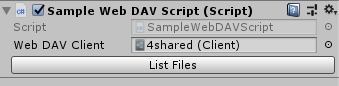 Sample Web DAV Script (Script)
Script SampleWebDAVScript
Web DAV Client 4shared (Client)
List Files